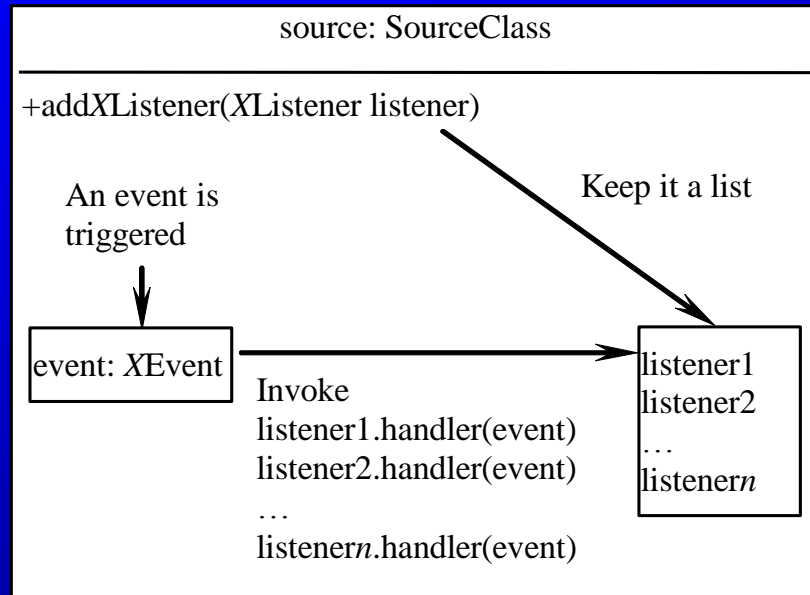 source: SourceClass
+addXListener(XListener listener)
An event is
triggered
Keep it a list
event: XEvent
Invoke
listener1.handler(event)
listener2.handler(event)
…
listenern.handler(event)
listener1
listener2
…
listenern